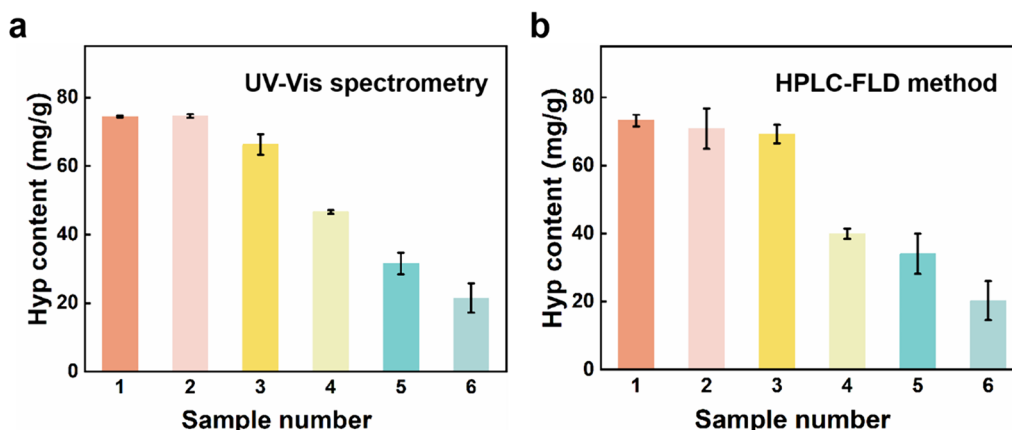 a
UV-Vis spectrometry
Hyp content (mg/g)
80
60
40
20
0
1 2 3 4 5 6
Sample number
b
HPLC-FLD method
Hyp content (mg/g)
80
60
40
20
0
1 2 3 4 5 6
Sample number